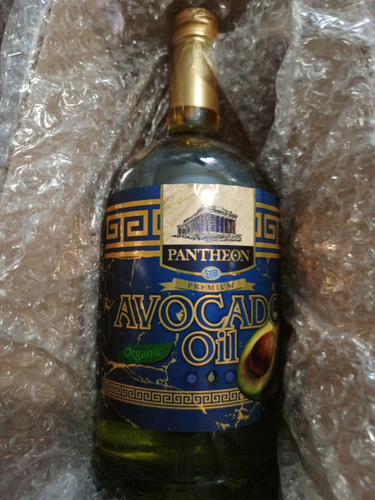 PANTHEON
PREMIUM
AVOCADO
Oil
Organic